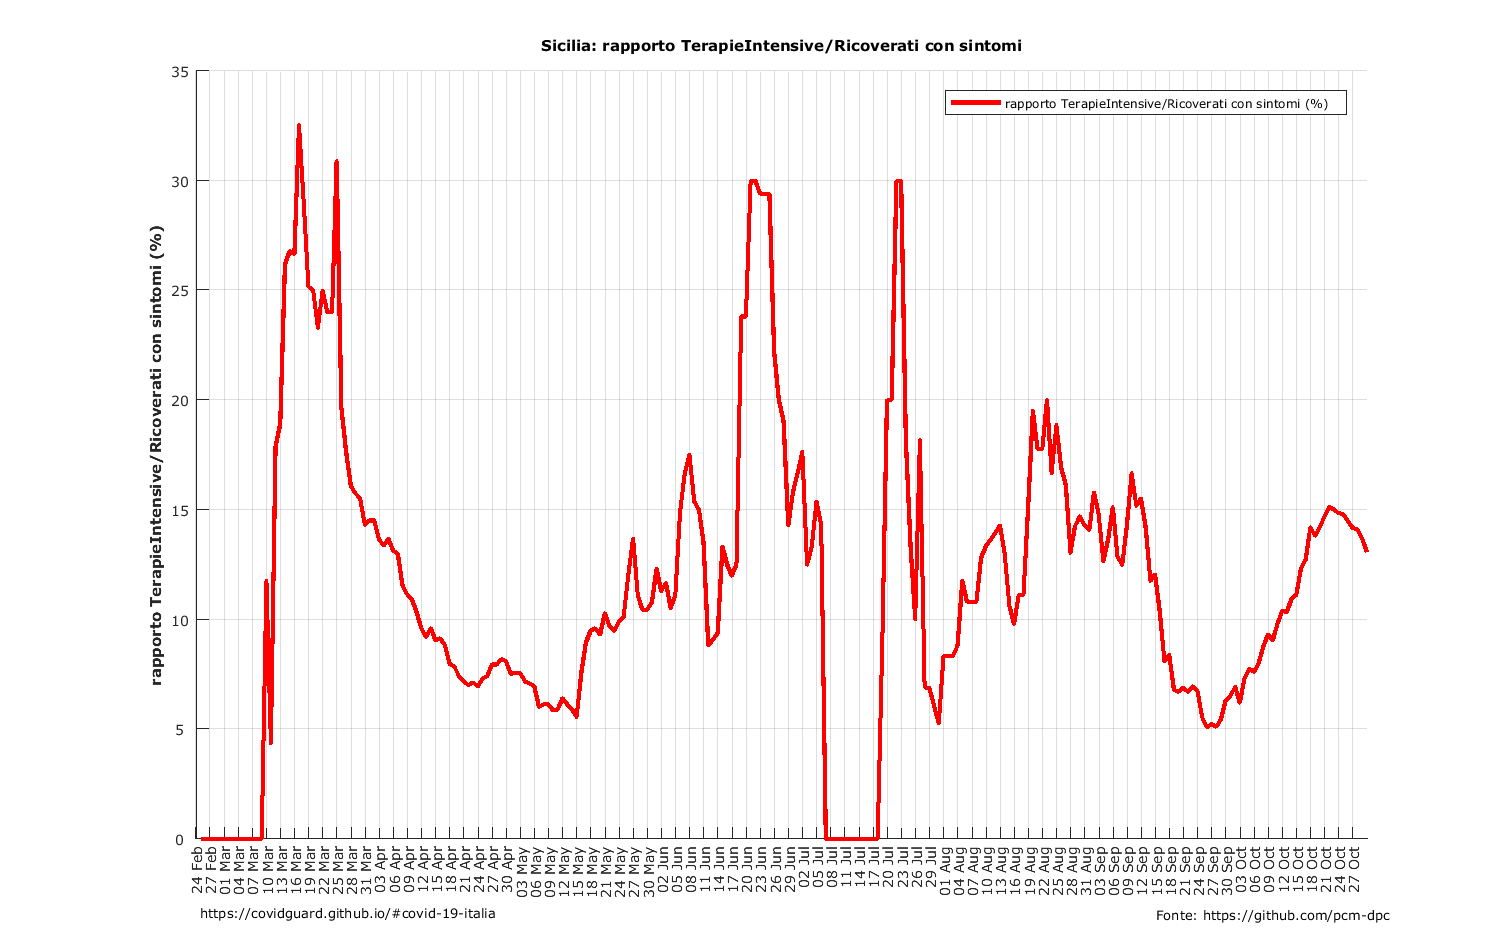 Sicilia: rapporto TerapieIntensive/Ricoverati con sintomi
rapporto TerapieIntensive/Ricoverati con sintomi (%)
rapporto TerapieIntensive/Ricoverati con sintomi (%)
35
30
25
20
15
10
5
0
24 Feb
27 Feb
01 Mar
04 Mar
07 Mar
10 Mar
13 Mar
16 Mar
19 Mar
22 Mar
25 Mar
28 Mar
31 Mar
03 Apr
06 Apr
09 Apr
12 Apr
15 Apr
18 Apr
21 Apr
24 Apr
27 Apr
30 Apr
03 May
06 May
09 May
12 May
15 May
18 May
21 May
24 May
27 May
30 May
02 Jun
05 Jun
08 Jun
11 Jun
14 Jun
17 Jun
20 Jun
23 Jun
26 Jun
29 Jun
02 Jul
05 Jul
08 Jul
11 Jul
14 Jul
17 Jul
20 Jul
23 Jul
26 Jul
29 Jul
01 Aug
04 Aug
07 Aug
10 Aug
13 Aug
16 Aug
19 Aug
22 Aug
25 Aug
28 Aug
31 Aug
03 Sep
06 Sep
09 Sep
12 Sep
15 Sep
18 Sep
21 Sep
24 Sep
27 Sep
30 Sep
03 Oct
06 Oct
09 Oct
12 Oct
15 Oct
18 Oct
21 Oct
24 Oct
27 Oct
https://covidguard.github.io/#covid-19-italia
Fonte: https://github.com/pcm-dpc